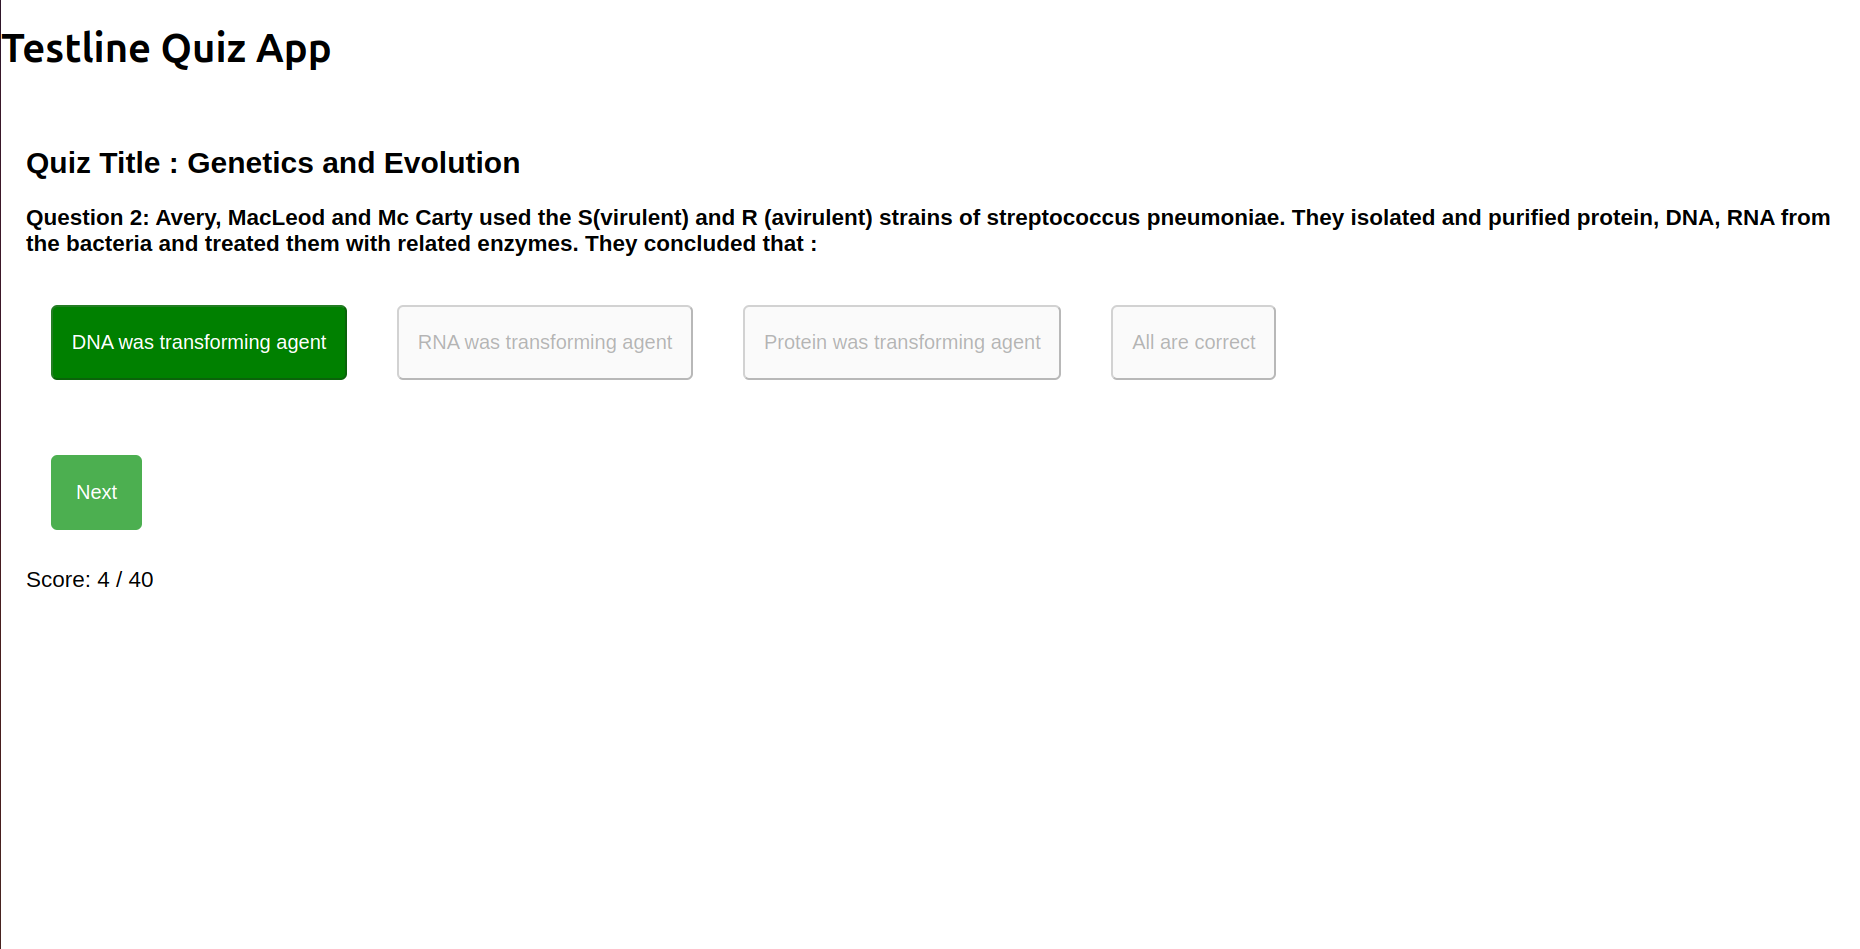 Testline Quiz App
Quiz Title : Genetics and Evolution
Question 2: Avery, MacLeod and Mc Carty used the S(virulent) and R (avirulent) strains of streptococcus pneumoniae. They isolated and purified protein, DNA, RNA from
the bacteria and treated them with related enzymes. They concluded that :
DNA was transforming agent
RNA was transforming agent
Protein was transforming agent
All are correct
Next
Score: 4 / 40